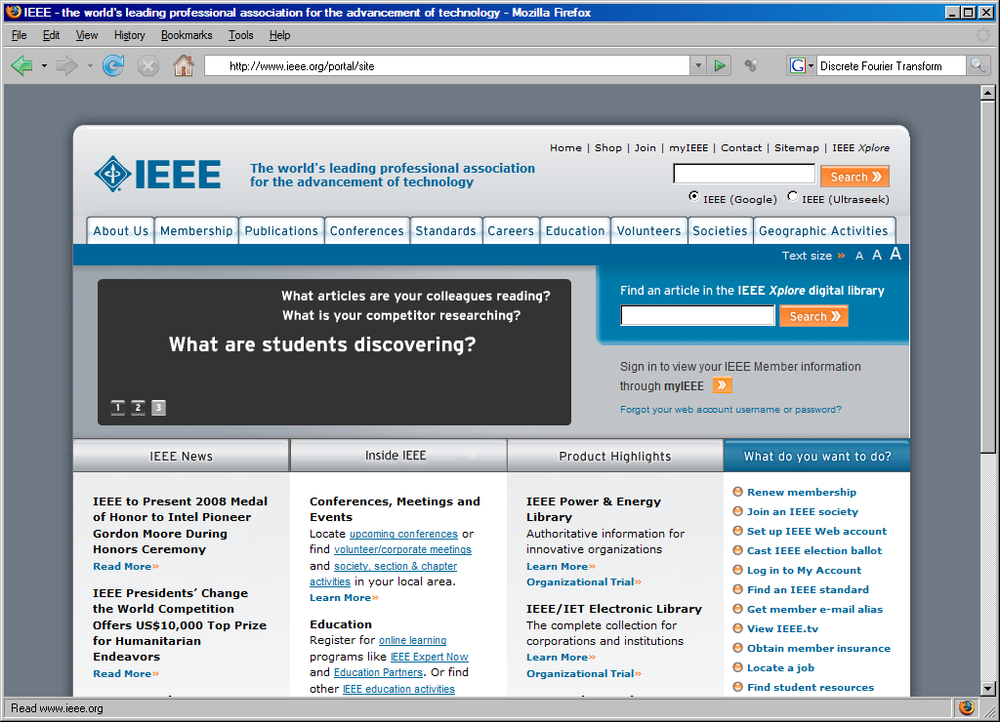 IEEE - the world's leading professional association for the advancement of technology - Mozilla Firefox
File Edit View History Bookmarks Tools Help
http://www.ieee.org/portal/site
G Discrete Fourier Transform
Home | Shop | Join | myIEEE | Contact | Sitemap | IEEE Xplore
IEEE
The world's leading professional association
for the advancement of technology
Search
IEEE (Google) IEEE (Ultraseek)
About Us Membership Publications Conferences Standards Careers Education Volunteers Societies Geographic Activities
Text size » A A A
What articles are your colleagues reading?
What is your competitor researching?
What are students discovering?
1 2 3
Find an article in the IEEE Xplore digital library
Search
Sign in to view your IEEE Member information
through myIEEE
Forgot your web account username or password?
IEEE News
IEEE to Present 2008 Medal
of Honor to Intel Pioneer
Gordon Moore During
Honors Ceremony
Read More»
IEEE Presidents’ Change
the World Competition
Offers US$10,000 Top Prize
for Humanitarian
Endeavors
Read More»
Inside IEEE
Conferences, Meetings and
Events
Locate upcoming conferences or
find volunteer/corporate meetings
and society, section & chapter
activities in your local area.
Learn More»
Education
Register for online learning
programs like IEEE Expert Now
and Education Partners. Or find
other IEEE education activities
Product Highlights
IEEE Power & Energy
Library
Authoritative information for
innovative organizations
Learn More»
Organizational Trial»
IEEE/IET Electronic Library
The complete collection for
corporations and institutions
Learn More»
Organizational Trial»
What do you want to do?
Renew membership
Join an IEEE society
Set up IEEE Web account
Cast IEEE election ballot
Log in to My Account
Find an IEEE standard
Get member e-mail alias
View IEEE.tv
Obtain member insurance
Locate a job
Find student resources
Read www.ieee.org